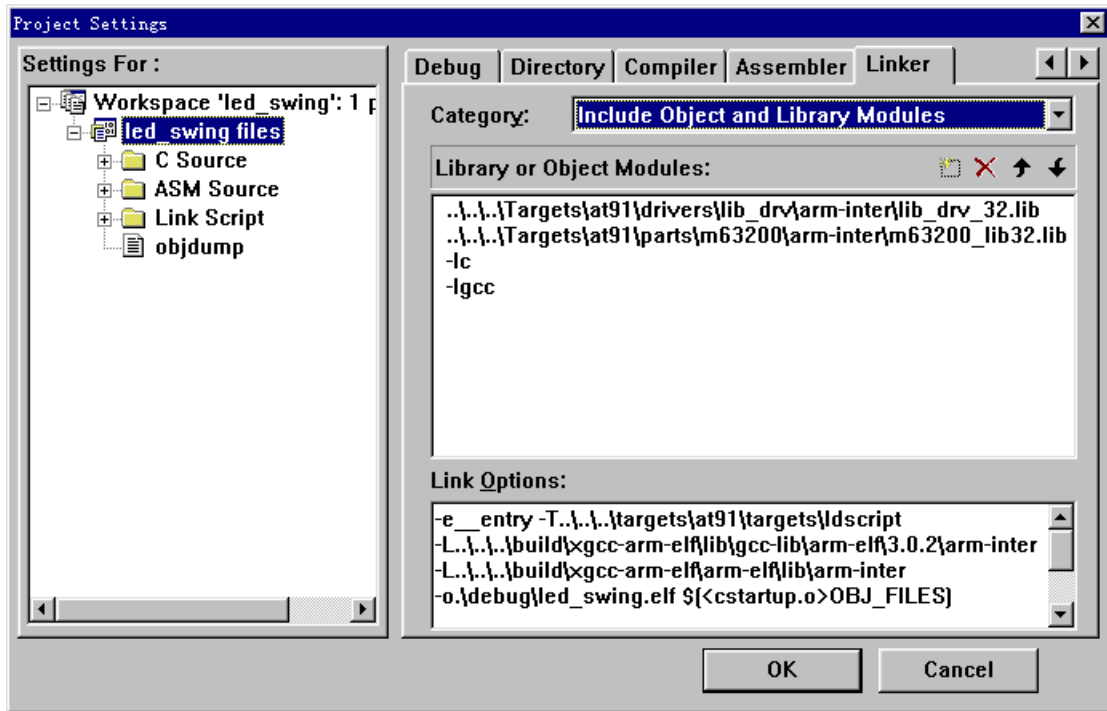 Project Settings
Settings For :
Workspace 'led_swing': 1 p
led_swing files
C Source
ASM Source
Link Script
objdump
Debug
Directory
Compiler
Assembler
Linker
Category:
Include Object and Library Modules
Library or Object Modules:
..\..\..\Targets\at91\drivers\lib_drv\arm-inter\lib_drv_32.lib
..\..\..\Targets\at91\parts\m63200\arm-inter\m63200_lib32.lib
-lc
-lgcc
Link Options:
-e__entry -T..\..\..\targets\at91\targets\ldscript
-L..\..\..\build\xgcc-arm-elf\lib\gcc-lib\arm-elf\3.0.2\arm-inter
-L..\..\..\build\xgcc-arm-elf\arm-elf\lib\arm-inter
-o.\debug\led_swing.elf $(<cstartup.o>OBJ_FILES)
OK
Cancel